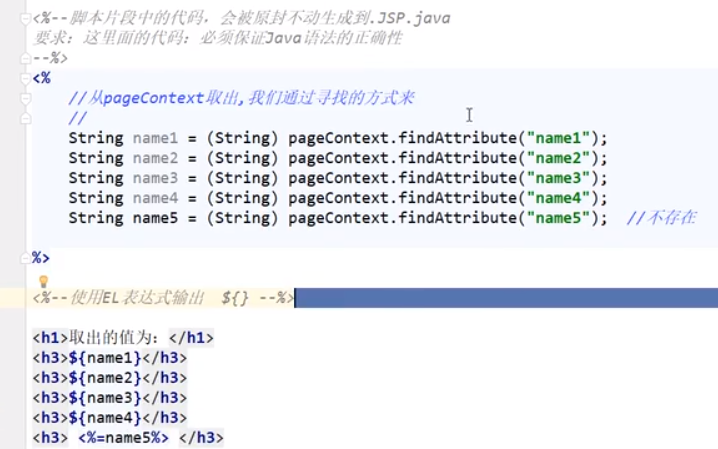 <%--脚本片段中的代码，会被原封不动生成到.JSP.java
要求：这里面的代码：必须保证Java语法的正确性
--%>
<%
//从pageContext取出,我们通过寻找的方式来
//
String name1 = (String) pageContext.findAttribute("name1");
String name2 = (String) pageContext.findAttribute("name2");
String name3 = (String) pageContext.findAttribute("name3");
String name4 = (String) pageContext.findAttribute("name4");
String name5 = (String) pageContext.findAttribute("name5"); //不存在
%>
<%--使用EL表达式输出 ${} --%>
<h1>取出的值为：</h1>
<h3>${name1}</h3>
<h3>${name2}</h3>
<h3>${name3}</h3>
<h3>${name4}</h3>
<h3> <%=name5%> </h3>